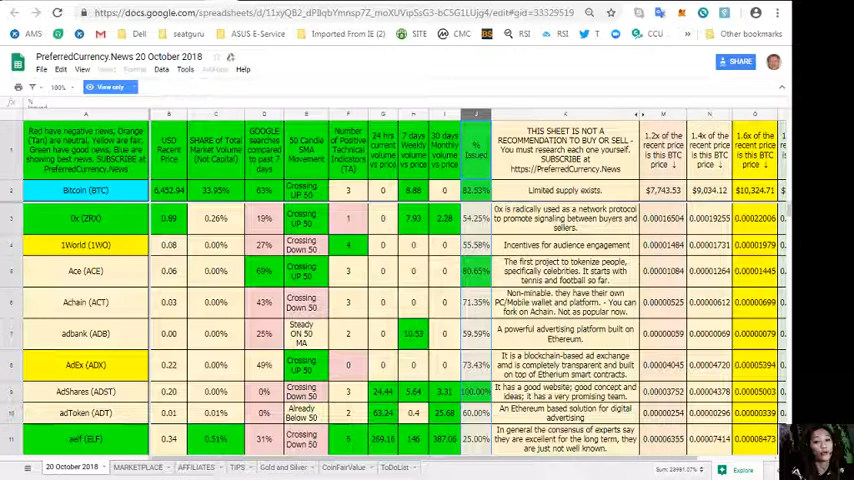 https://docs.google.com/spreadsheets/d/11xyQB2_dPBqbYmnsp7Z_moXUVipSsG3-bC5G1LUjg4/edit#gid=33329519
AMS Dell seatguru ASUS E-Service Imported From IE (2) SITE CMC RSI RSI TJ CCU Other bookmarks
PreferredCurrency.News 20 October 2018
File Edit View Insert Format Data Tools Add-ons Help
SHARE
100% View only
A B C D E F G H I J K M N O
1 Red have negative news, Orange (Tan) are neutral, Yellow are fair, Green have good news, Blue are showing best news. SUBSCRIBE at PreferredCurrency.News USD Recent Price SHARE of Total Market Volume (Not Capital) GOOGLE searches compared to past 7 days 50 Candle SMA Movement Number of Positive Technical Indicators (TA) 24 hrs current volume vs price 7 days Weekly volume vs price 30 days Monthly volume vs price % Issued THIS SHEET IS NOT A RECOMMENDATION TO BUY OR SELL - You must research each one yourself. SUBSCRIBE at https://PreferredCurrency.News 1.2x of the recent price is this BTC price ↓ 1.4x of the recent price is this BTC price ↓ 1.6x of the recent price is this BTC price ↓
2 Bitcoin (BTC) 6,452.94 33.95% 63% Crossing UP 50 3 0 8.88 0 82.53% Limited supply exists. $7,743.53 $9,034.12 $10,324.71
3 0x (ZRX) 0.89 0.26% 19% Crossing UP 50 1 0 7.93 2.28 54.25% 0x is radically used as a network protocol to promote signaling between buyers and sellers. 0.00016504 0.00019255 0.00022006
4 1World (1WO) 0.08 0.00% 27% Crossing Down 50 4 0 0 0 55.58% Incentives for audience engagement 0.00001484 0.00001731 0.00001979
5 Ace (ACE) 0.06 0.00% 69% Crossing UP 50 3 0 0 0 80.65% The first project to tokenize people, specifically celebrities. It starts with tennis and football so far. 0.00001084 0.00001264 0.00001445
6 Achain (ACT) 0.03 0.00% 43% Crossing Down 50 3 0 0 0 71.35% Non-minable. they have their own PC/Mobile wallet and platform. - You can fork on Achain. Not as popular now. 0.00000525 0.00000612 0.00000699
7 adbank (ADB) 0.00 0.00% 25% Steady ON 50 MA 2 0 10.53 0 59.59% A powerful advertising platform built on Ethereum. 0.00000059 0.00000069 0.00000079
8 AdEx (ADX) 0.22 0.00% 49% Crossing UP 50 0 0 0 0 73.43% It is a blockchain-based ad exchange amd is completely transparent and built on top of Etherium smart contracts. 0.00004045 0.00004720 0.00005394
9 AdShares (ADST) 0.20 0.00% 0% Crossing Down 50 3 24.44 5.64 3.31 100.00% It has a good website; good concept and ideas; it has a very promising team. 0.00003752 0.00004378 0.00005003
10 adToken (ADT) 0.01 0.01% 0% Already Below 50 2 63.24 0.4 25.68 60.00% An Ethereum based solution for digital advertising 0.00000254 0.00000296 0.00000339
11 aelf (ELF) 0.34 0.51% 31% Crossing Down 50 5 269.16 146 387.06 25.00% In general the consensus of experts say they are excellent for the long term, they are just not well known. 0.00006355 0.00007414 0.00008473
20 October 2018 MARKETPLACE AFFILIATES TIPS Gold and Silver CoinFairValue ToDoList Explore